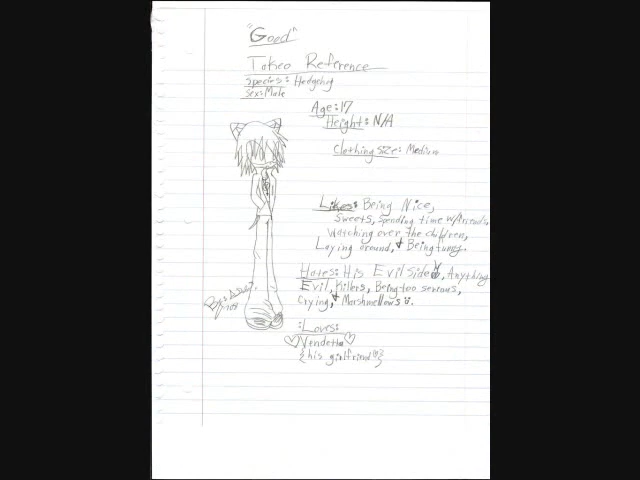 "Good"
Takeo Reference
Species: Hedgehog
Sex: Male
Age: 17
Height: N/A
Clothing Size: Medium
Likes: Being Nice,
Sweets, spending time w/friends,
Watching over the children,
Laying around, & Being funny.
Hates: His Evil side, Anything
Evil, Killers, Being too serious,
Crying, & Marshmellows.
:Loves:
♡Vendetta♡
{his girlfriend}